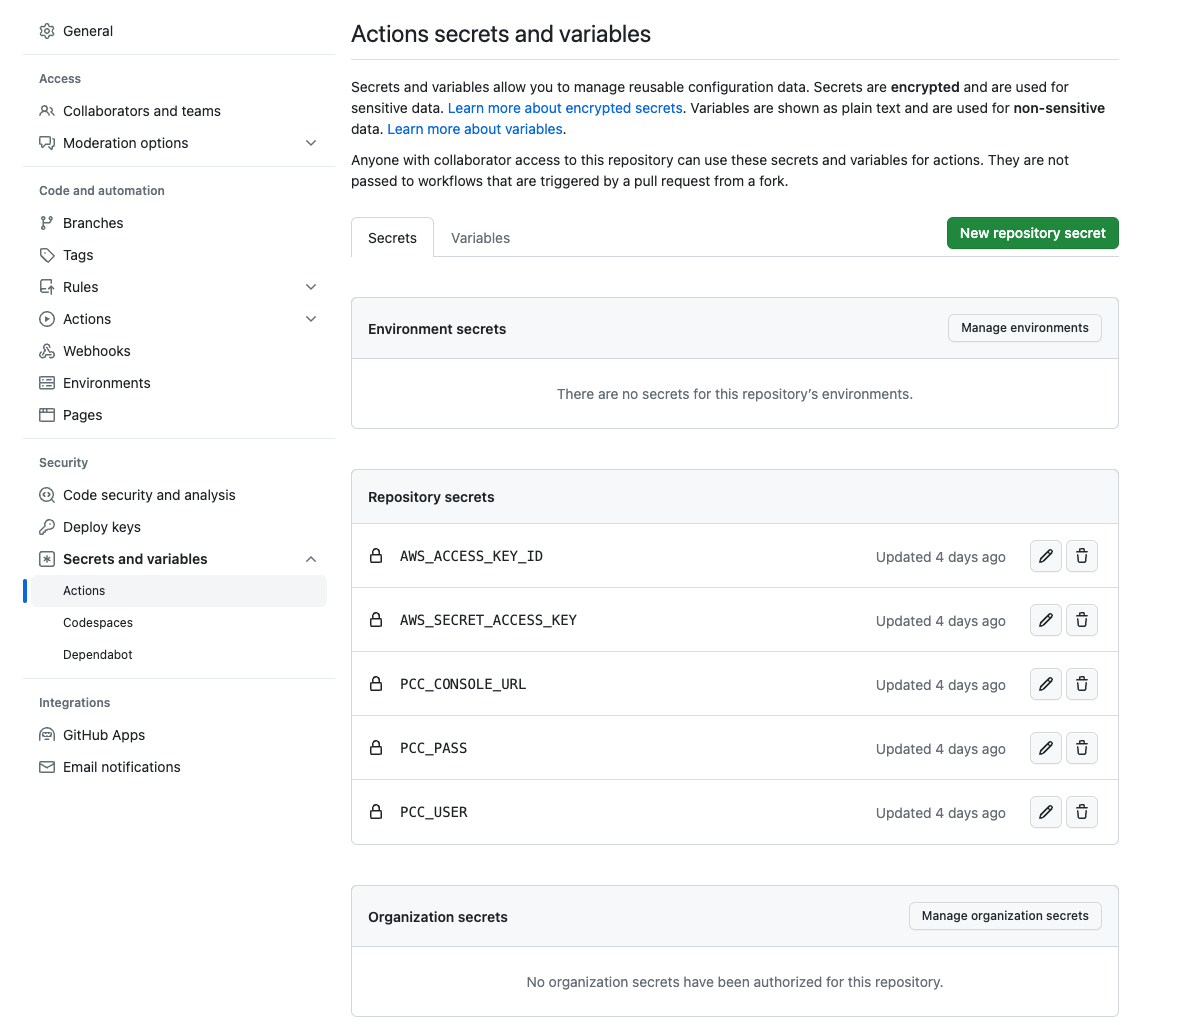 General
Access
Collaborators and teams
Moderation options
Code and automation
Branches
Tags
Rules
Actions
Webhooks
Environments
Pages
Security
Code security and analysis
Deploy keys
Secrets and variables
Actions
Codespaces
Dependabot
Integrations
GitHub Apps
Email notifications
Actions secrets and variables
Secrets and variables allow you to manage reusable configuration data. Secrets are encrypted and are used for
sensitive data. Learn more about encrypted secrets. Variables are shown as plain text and are used for non-sensitive
data. Learn more about variables.
Anyone with collaborator access to this repository can use these secrets and variables for actions. They are not
passed to workflows that are triggered by a pull request from a fork.
Secrets Variables New repository secret
Environment secrets Manage environments
There are no secrets for this repository’s environments.
Repository secrets
AWS_ACCESS_KEY_ID Updated 4 days ago
AWS_SECRET_ACCESS_KEY Updated 4 days ago
PCC_CONSOLE_URL Updated 4 days ago
PCC_PASS Updated 4 days ago
PCC_USER Updated 4 days ago
Organization secrets Manage organization secrets
No organization secrets have been authorized for this repository.